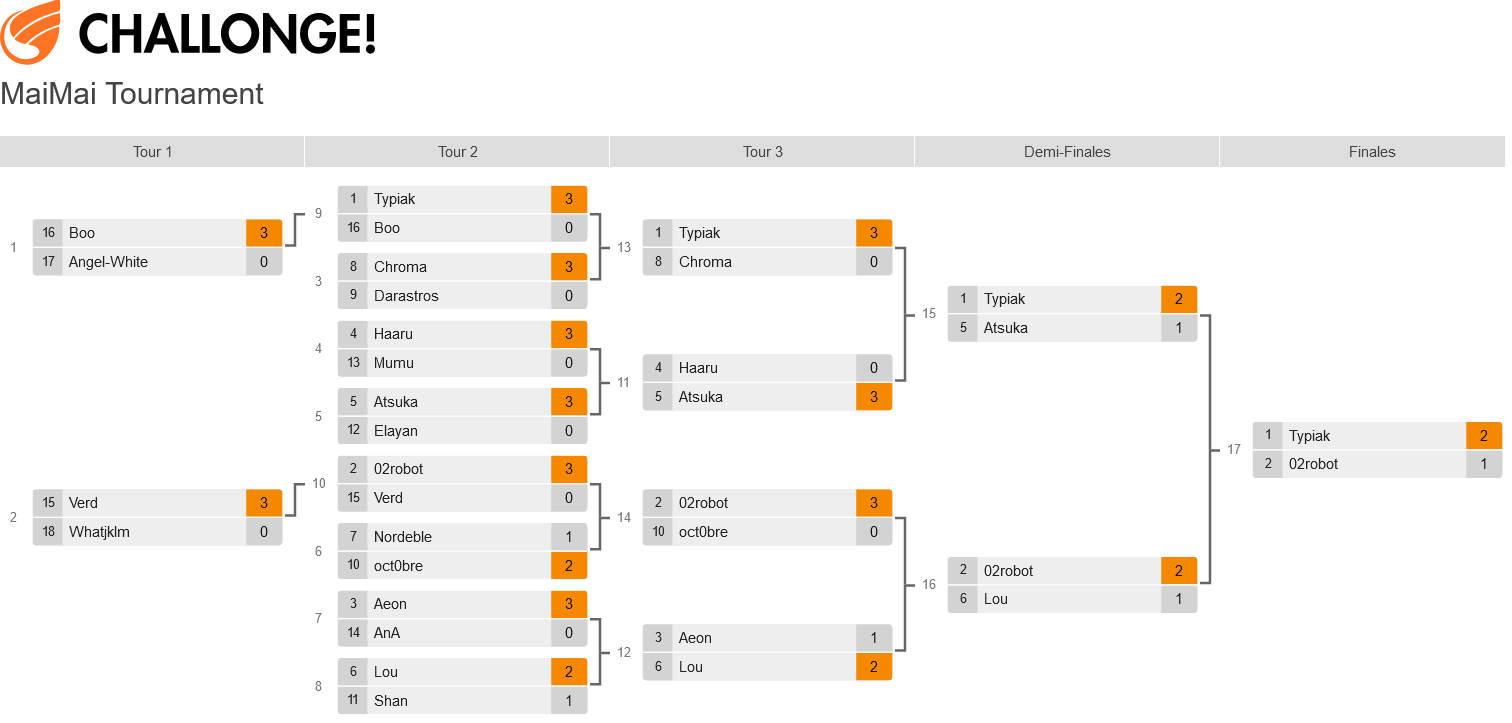 CHALLONGE!
MaiMai Tournament
Tour 1 Tour 2 Tour 3 Demi-Finales Finales
1
16 Boo 3
17 Angel-White 0
2
15 Verd 3
18 Whatjklm 0
9
1 Typiak 3
16 Boo 0
3
8 Chroma 3
9 Darastros 0
4
4 Haaru 3
13 Mumu 0
5
5 Atsuka 3
12 Elayan 0
10
2 02robot 3
15 Verd 0
6
7 Nordeble 1
10 oct0bre 2
7
3 Aeon 3
14 AnA 0
8
6 Lou 2
11 Shan 1
13
1 Typiak 3
8 Chroma 0
11
4 Haaru 0
5 Atsuka 3
14
2 02robot 3
10 oct0bre 0
12
3 Aeon 1
6 Lou 2
15
1 Typiak 2
5 Atsuka 1
16
2 02robot 2
6 Lou 1
17
1 Typiak 2
2 02robot 1